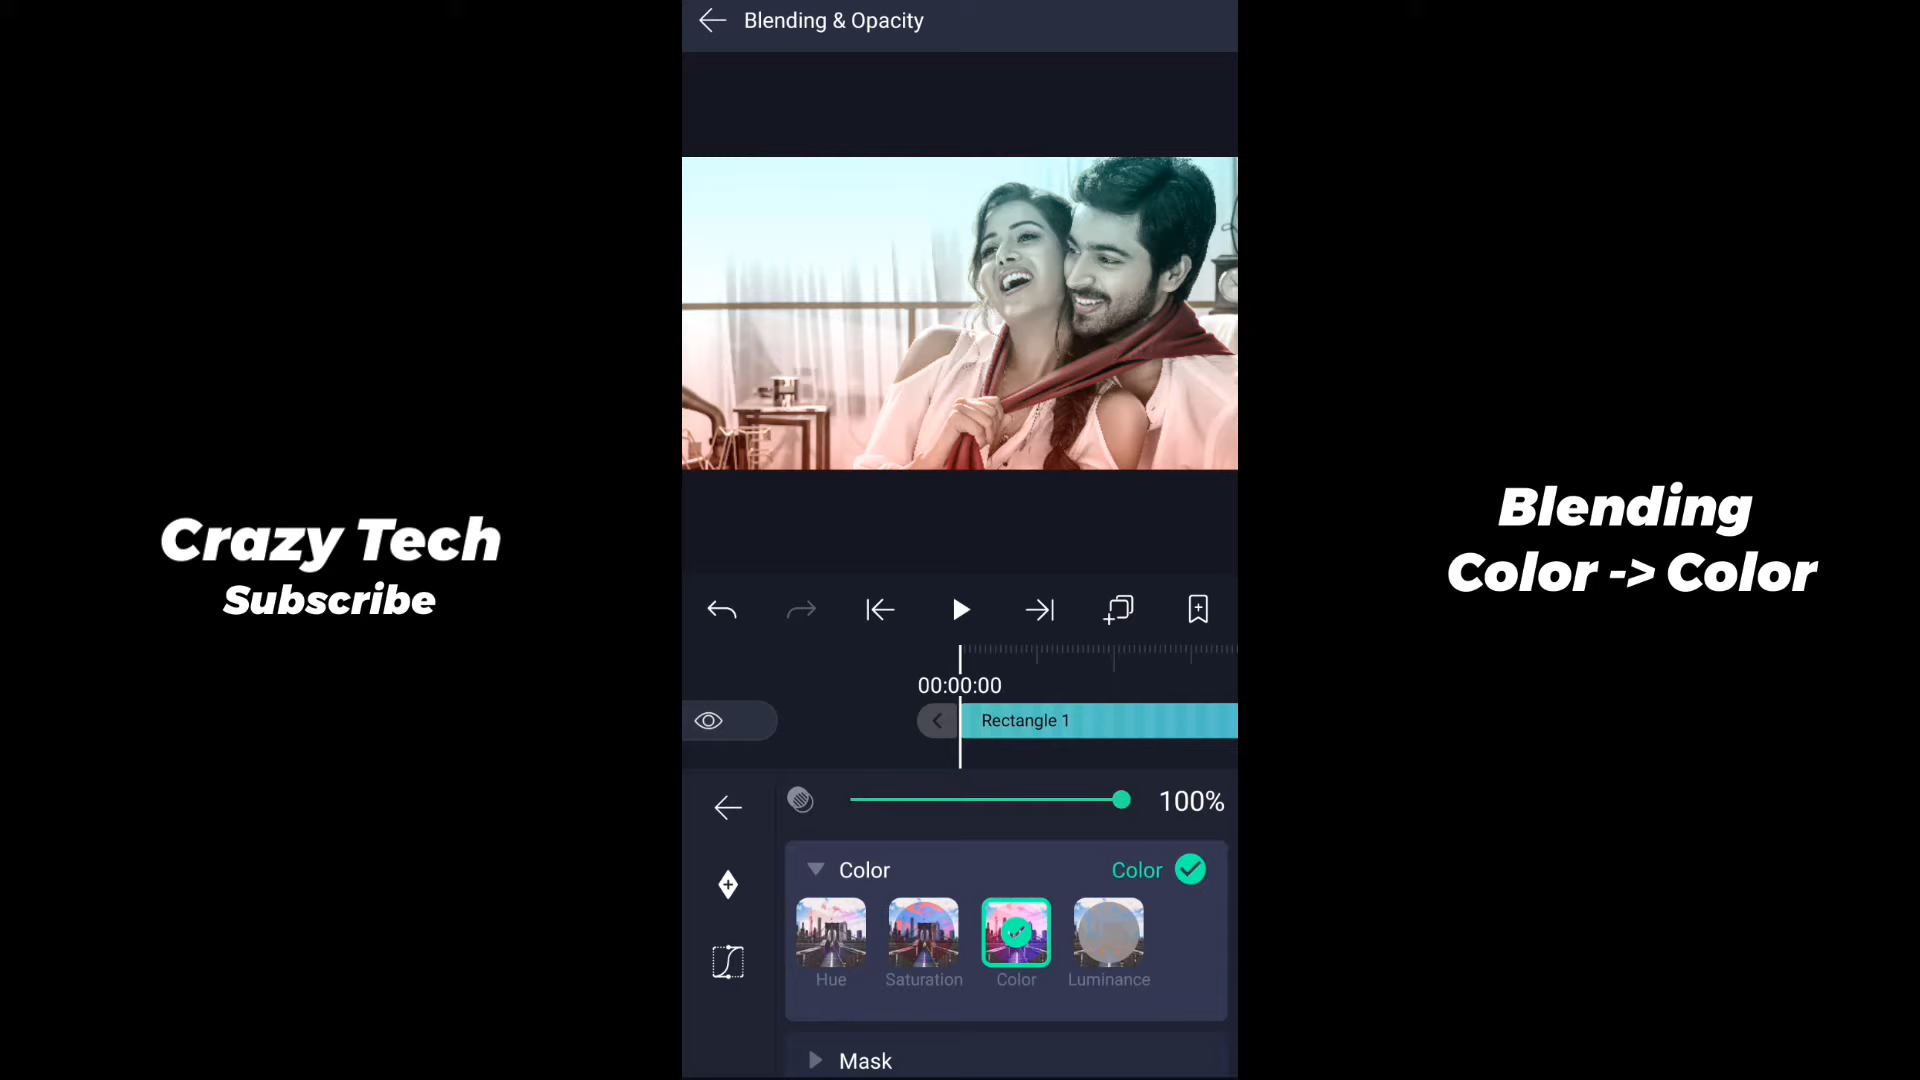 Blending & Opacity
Crazy Tech
Subscribe
Blending
Color -> Color
00:00:00
Rectangle 1
100%
Color
Color
Hue
Saturation
Color
Luminance
Mask